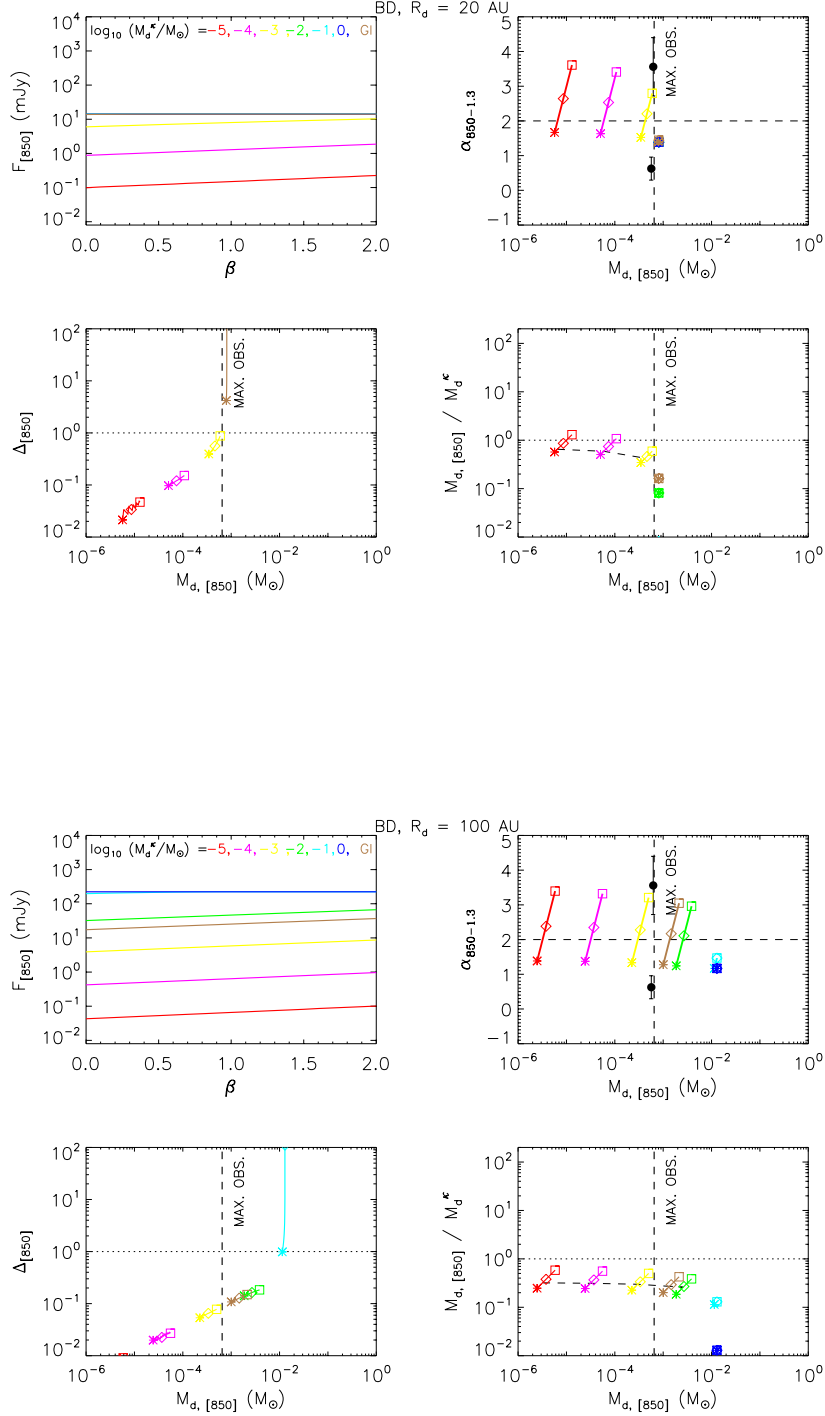 BD, R_d = 20 AU
log₁₀ (M_d^κ/M⊙) =-5,-4,-3 -2,-1,0, GI
F_[850] (mJy)
10^4
10^3
10^2
10^1
10^0
10^-1
10^-2
0.0 0.5 1.0 1.5 2.0
β
α_850-1.3
5
4
3
2
1
0
-1
MAX. OBS.
10^-6 10^-4 10^-2 10^0
M_d, [850] (M⊙)
Δ_[850]
10^2
10^1
10^0
10^-1
10^-2
MAX. OBS.
10^-6 10^-4 10^-2 10^0
M_d, [850] (M⊙)
M_d, [850] / M_d^κ
10^2
10^1
10^0
10^-1
10^-2
MAX. OBS.
10^-6 10^-4 10^-2 10^0
M_d, [850] (M⊙)
BD, R_d = 100 AU
log₁₀ (M_d^κ/M⊙) =-5,-4,-3 -2,-1,0, GI
F_[850] (mJy)
10^4
10^3
10^2
10^1
10^0
10^-1
10^-2
0.0 0.5 1.0 1.5 2.0
β
α_850-1.3
5
4
3
2
1
0
-1
MAX. OBS.
10^-6 10^-4 10^-2 10^0
M_d, [850] (M⊙)
Δ_[850]
10^2
10^1
10^0
10^-1
10^-2
MAX. OBS.
10^-6 10^-4 10^-2 10^0
M_d, [850] (M⊙)
M_d, [850] / M_d^κ
10^2
10^1
10^0
10^-1
10^-2
MAX. OBS.
10^-6 10^-4 10^-2 10^0
M_d, [850] (M⊙)